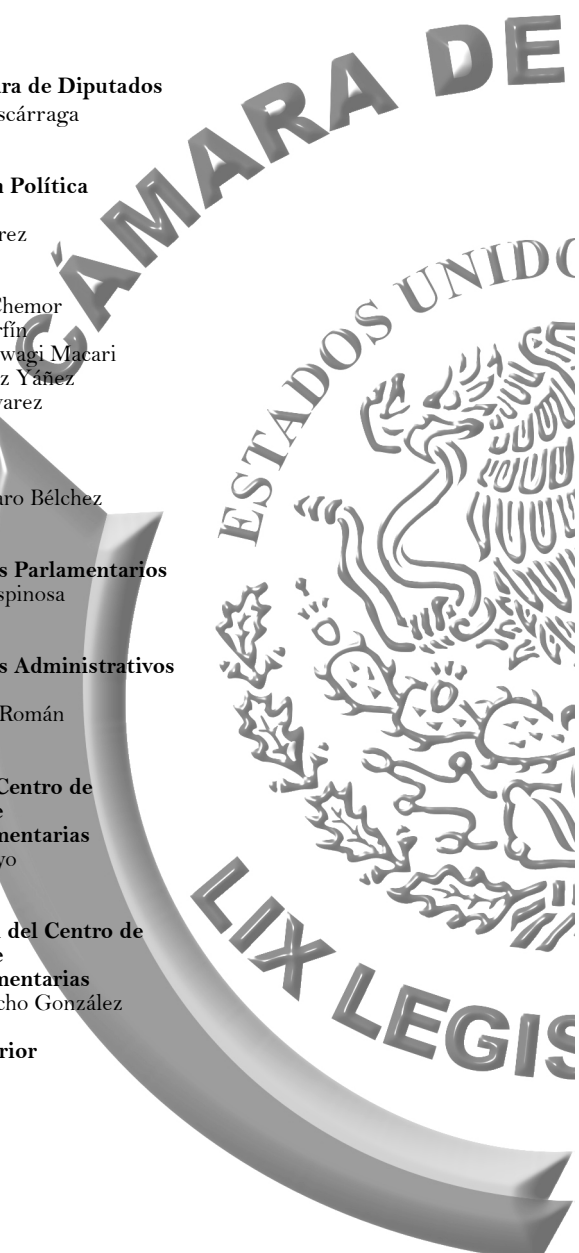 ra de Diputados
scárraga
n Política
rez
Chemor
rfín
wagi Macari
z Yáñez
varez
aro Bélchez
s Parlamentarios
spinosa
s Administrativos
Román
Centro de
e
mentarias
yo
n del Centro de
e
mentarias
cho González
rior
CÁMARA DE
ESTADOS UNIDO
LIX LEGIS